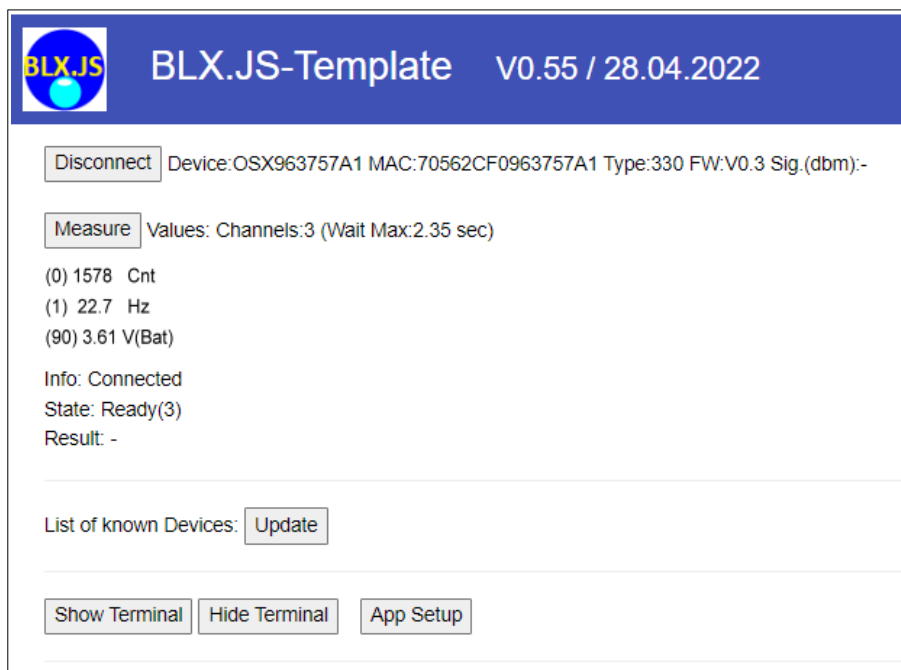 BLX.JS
BLX.JS-Template V0.55 / 28.04.2022
Disconnect Device:OSX963757A1 MAC:70562CF0963757A1 Type:330 FW:V0.3 Sig.(dbm):-
Measure Values: Channels:3 (Wait Max:2.35 sec)
(0) 1578 Cnt
(1) 22.7 Hz
(90) 3.61 V(Bat)
Info: Connected
State: Ready(3)
Result: -
List of known Devices: Update
Show Terminal Hide Terminal App Setup